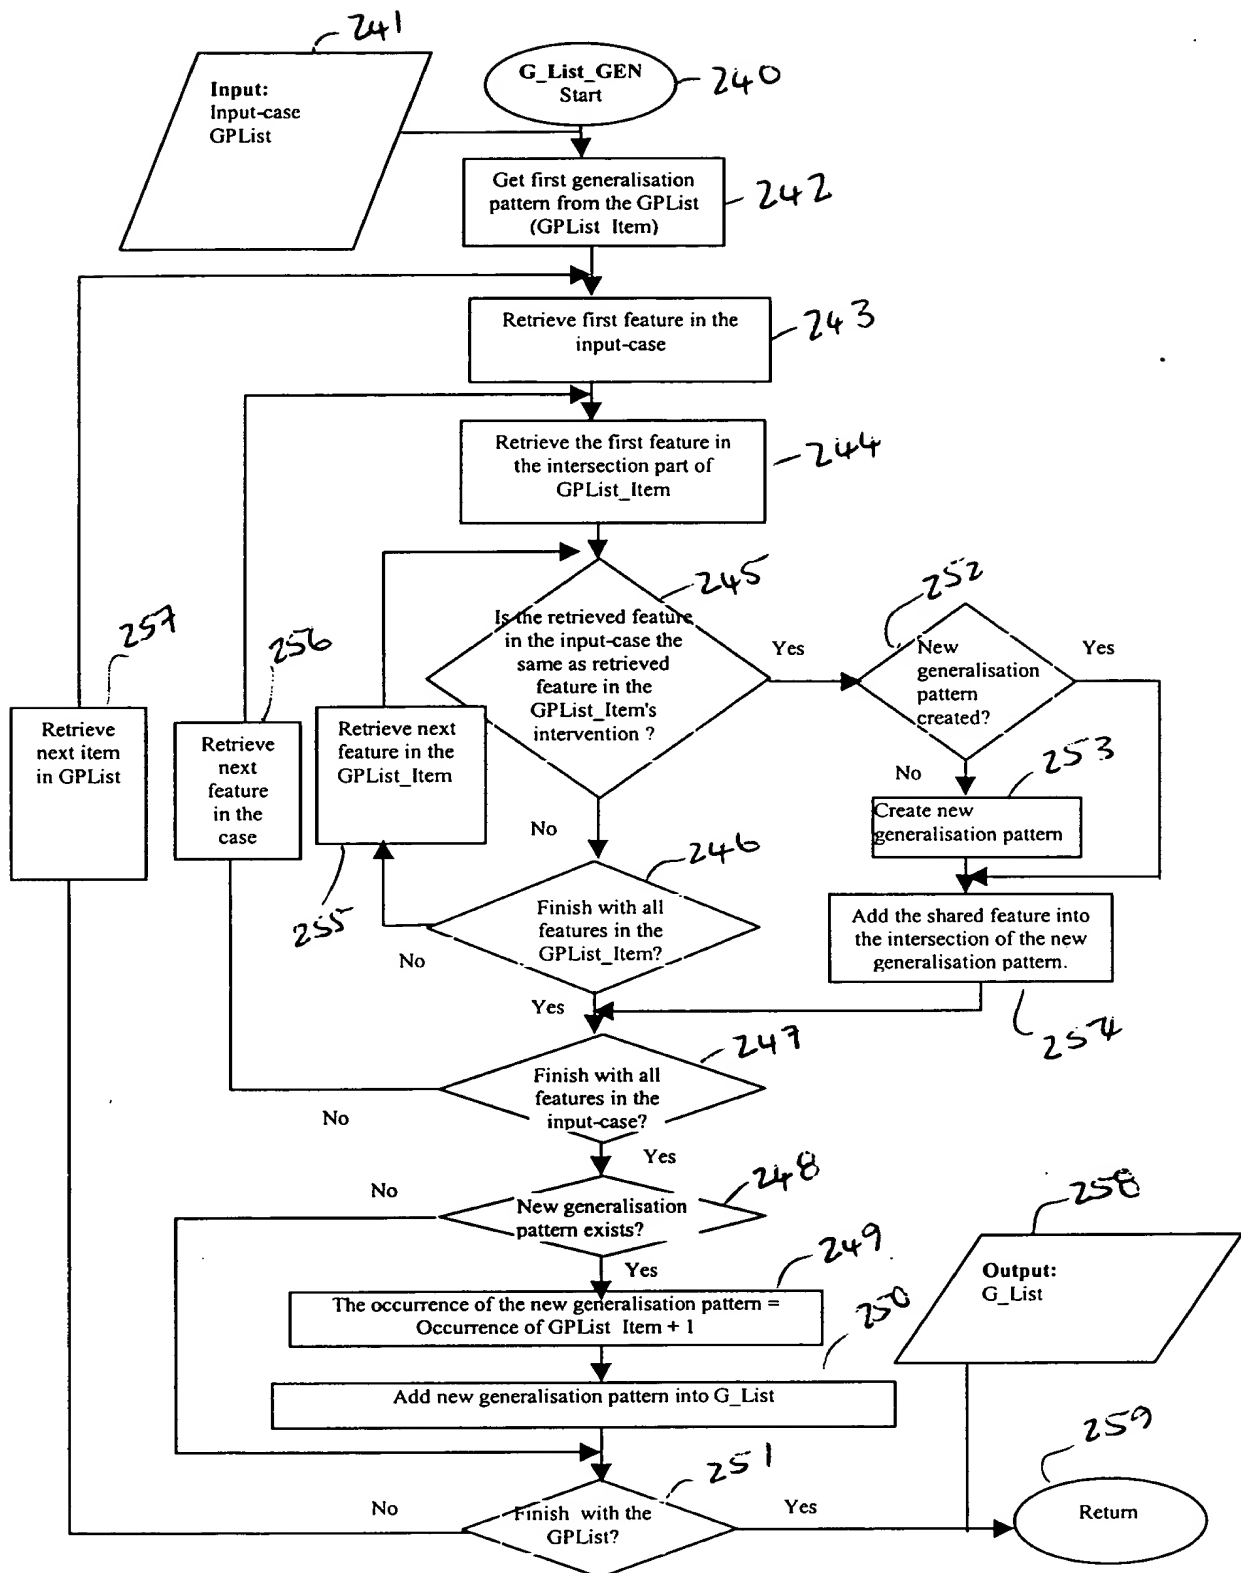 241
Input:
Input-case
GPList
G_List_GEN
Start
240
Get first generalisation
pattern from the GPList
(GPList Item)
242
Retrieve first feature in the
input-case
243
Retrieve the first feature in
the intersection part of
GPList_Item
244
245
Is the retrieved feature
in the input-case the
same as retrieved
feature in the
GPList_Item's
intervention ?
Yes
252
New
generalisation
pattern
created?
Yes
257
Retrieve
next item
in GPList
256
Retrieve
next
feature
in the
case
Retrieve next
feature in the
GPList_Item
255
No
No
253
Create new
generalisation pattern
246
Finish with all
features in the
GPList_Item?
No
Yes
Add the shared feature into
the intersection of the new
generalisation pattern.
254
247
Finish with all
features in the
input-case?
No
Yes
248
No
New generalisation
pattern exists?
Yes
249
The occurrence of the new generalisation pattern =
Occurrence of GPList Item + 1
250
Add new generalisation pattern into G_List
258
Output:
G_List
251
No
Finish with the
GPList?
Yes
259
Return